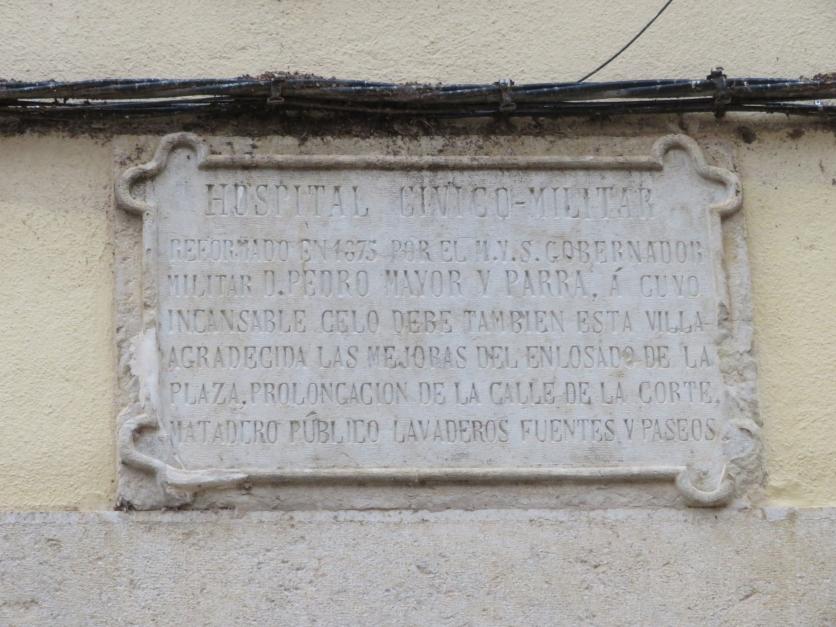 HOSPITAL CIVICO-MILITAR
REFORMADO EN 1875 POR EL M.Y.S. GOBERNADOR
MILITAR D. PEDRO MAYOR Y PARRA, Á CUYO
INCANSABLE CELO DEBE TAMBIEN ESTA VILLA
AGRADECIDA LAS MEJORAS DEL ENLOSADO DE LA
PLAZA, PROLONGACION DE LA CALLE DE LA CORTE,
MATADERO PÚBLICO LAVADEROS FUENTES Y PASEOS